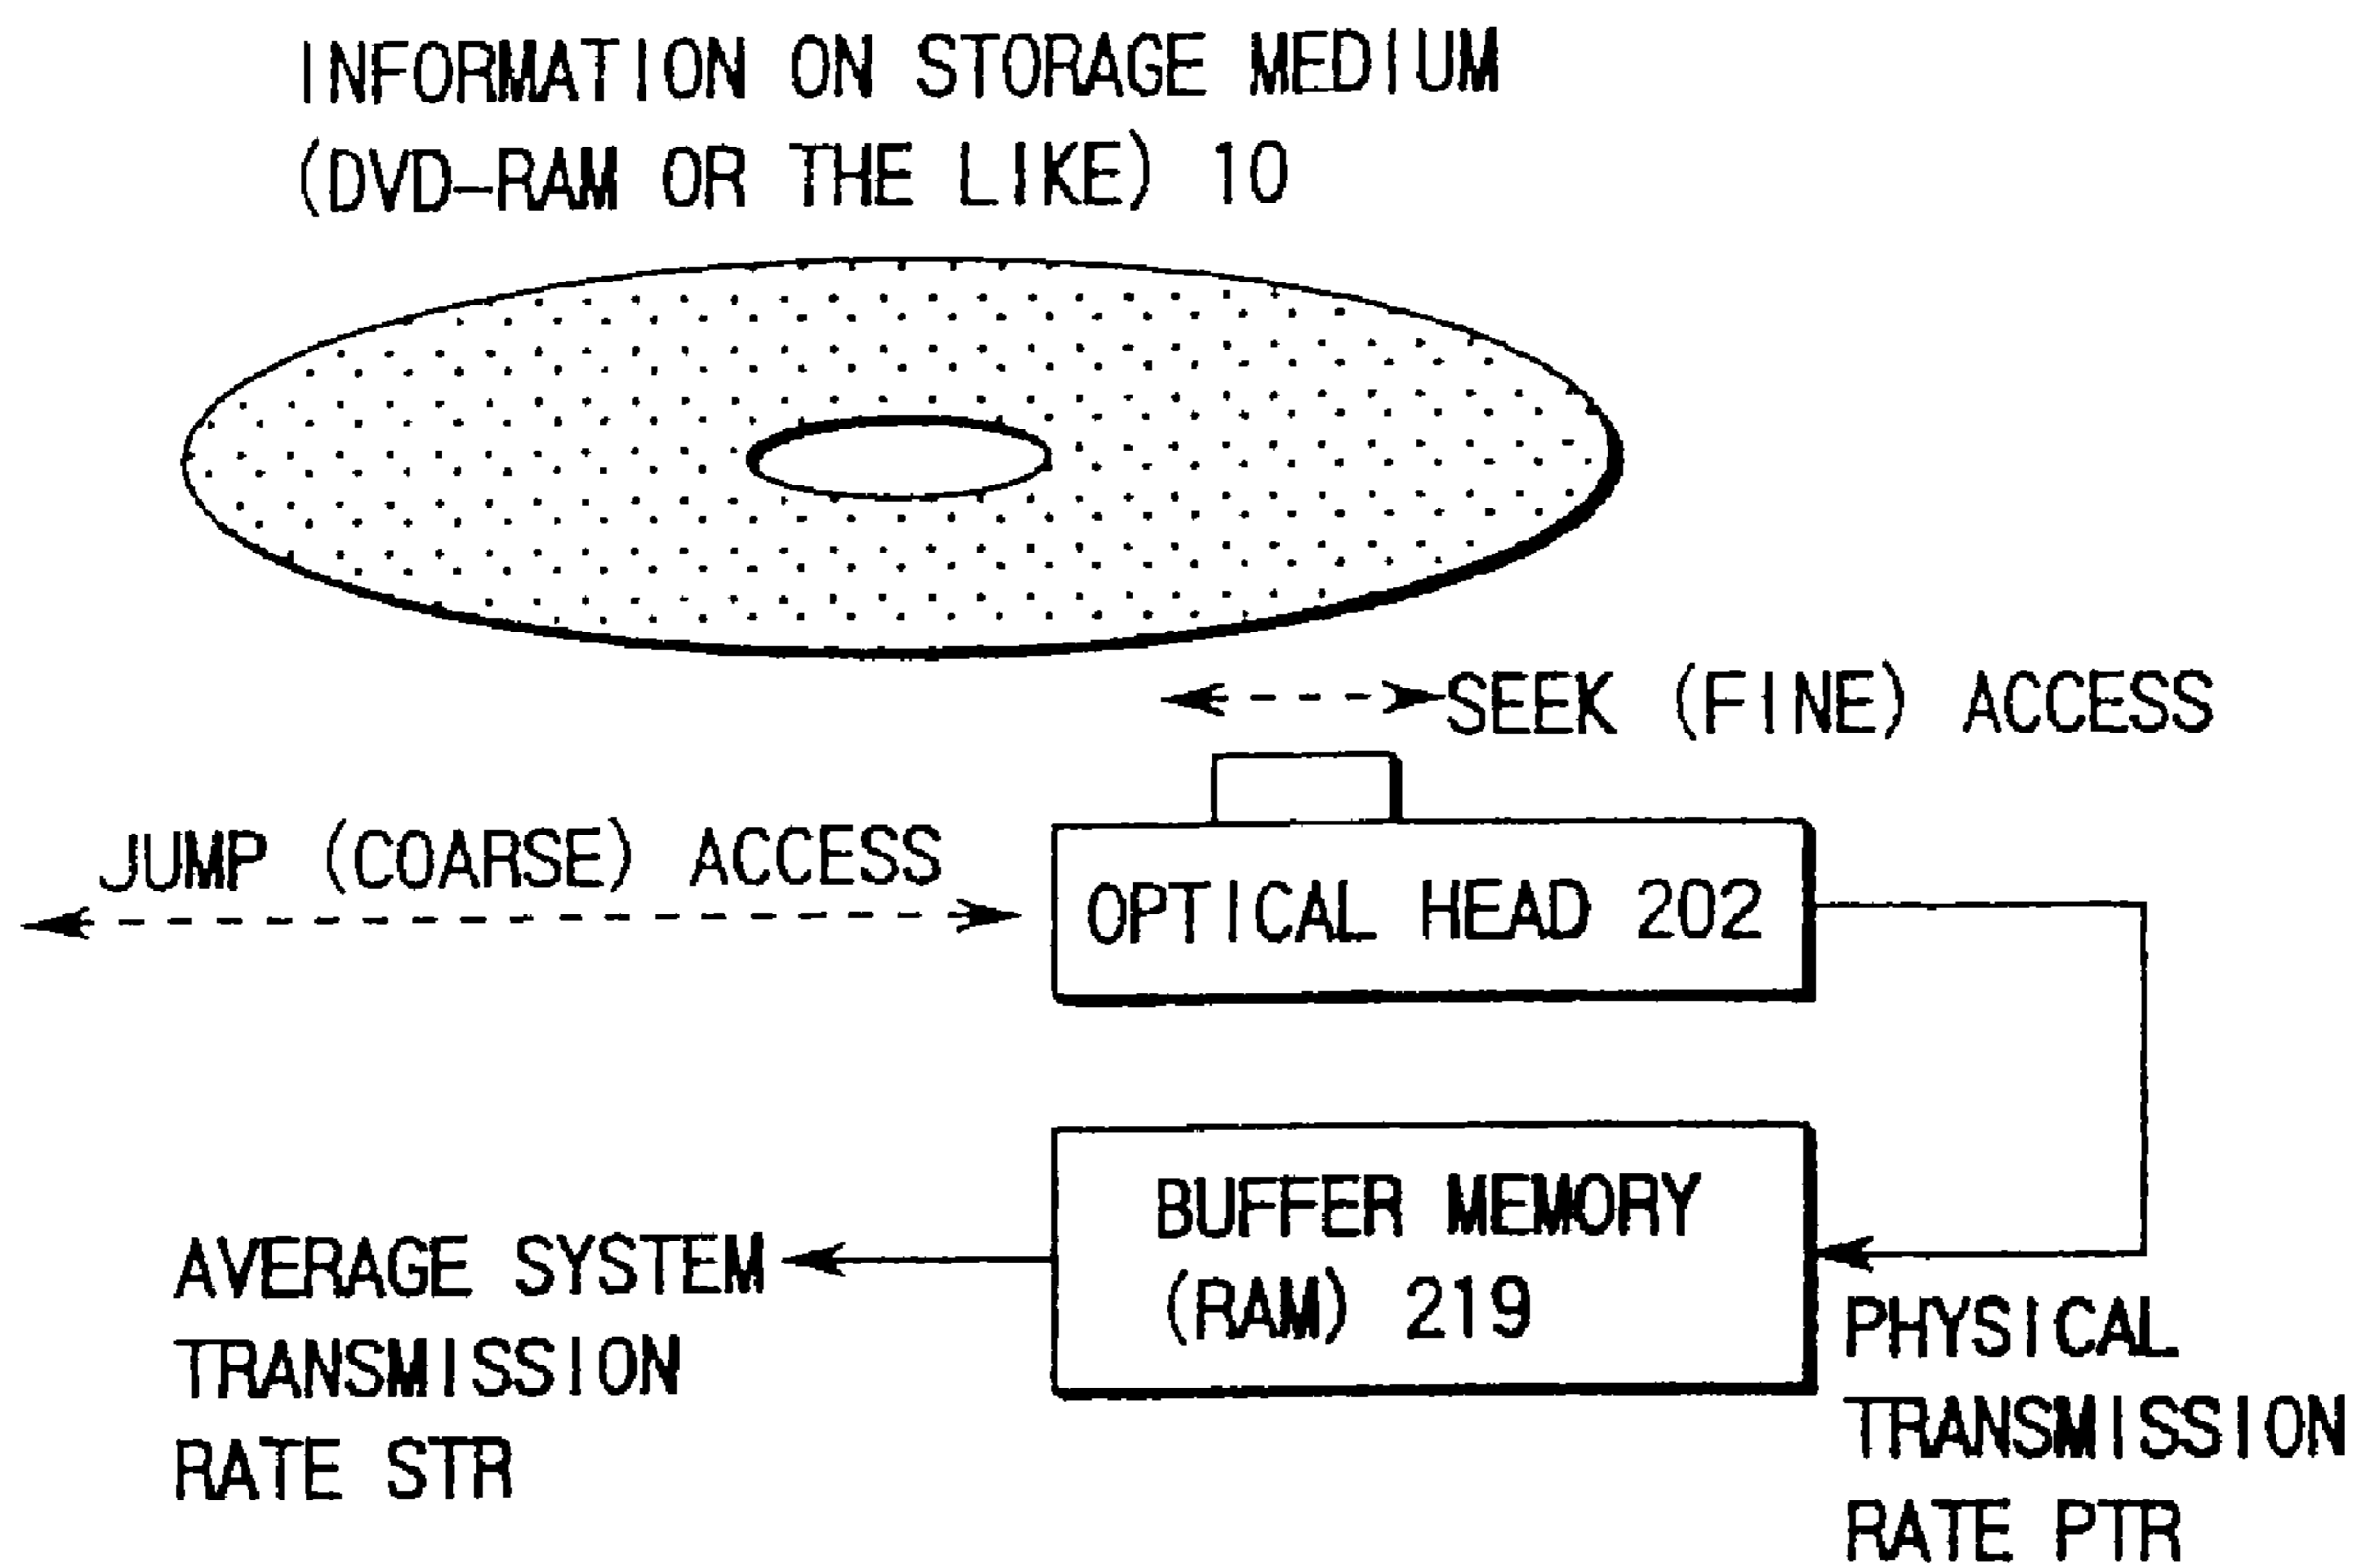 INFORMATION ON STORAGE MEDIUM
(DVD-RAM OR THE LIKE) 10
SEEK (FINE) ACCESS
JUMP (COARSE) ACCESS
OPTICAL HEAD 202
BUFFER MEMORY
(RAM) 219
AVERAGE SYSTEM
TRANSMISSION
RATE STR
PHYSICAL
TRANSMISSION
RATE PTR